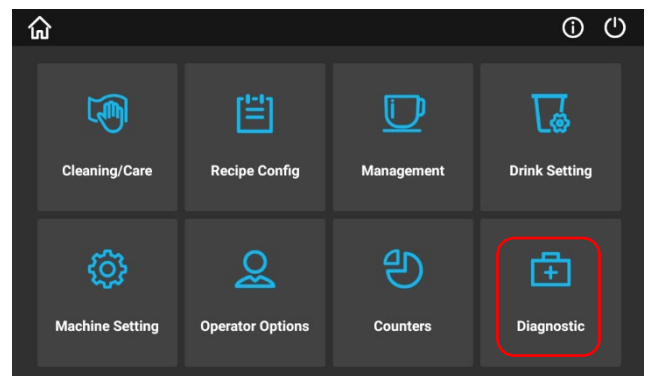 Cleaning/Care
Recipe Config
Management
Drink Setting
Machine Setting
Operator Options
Counters
Diagnostic